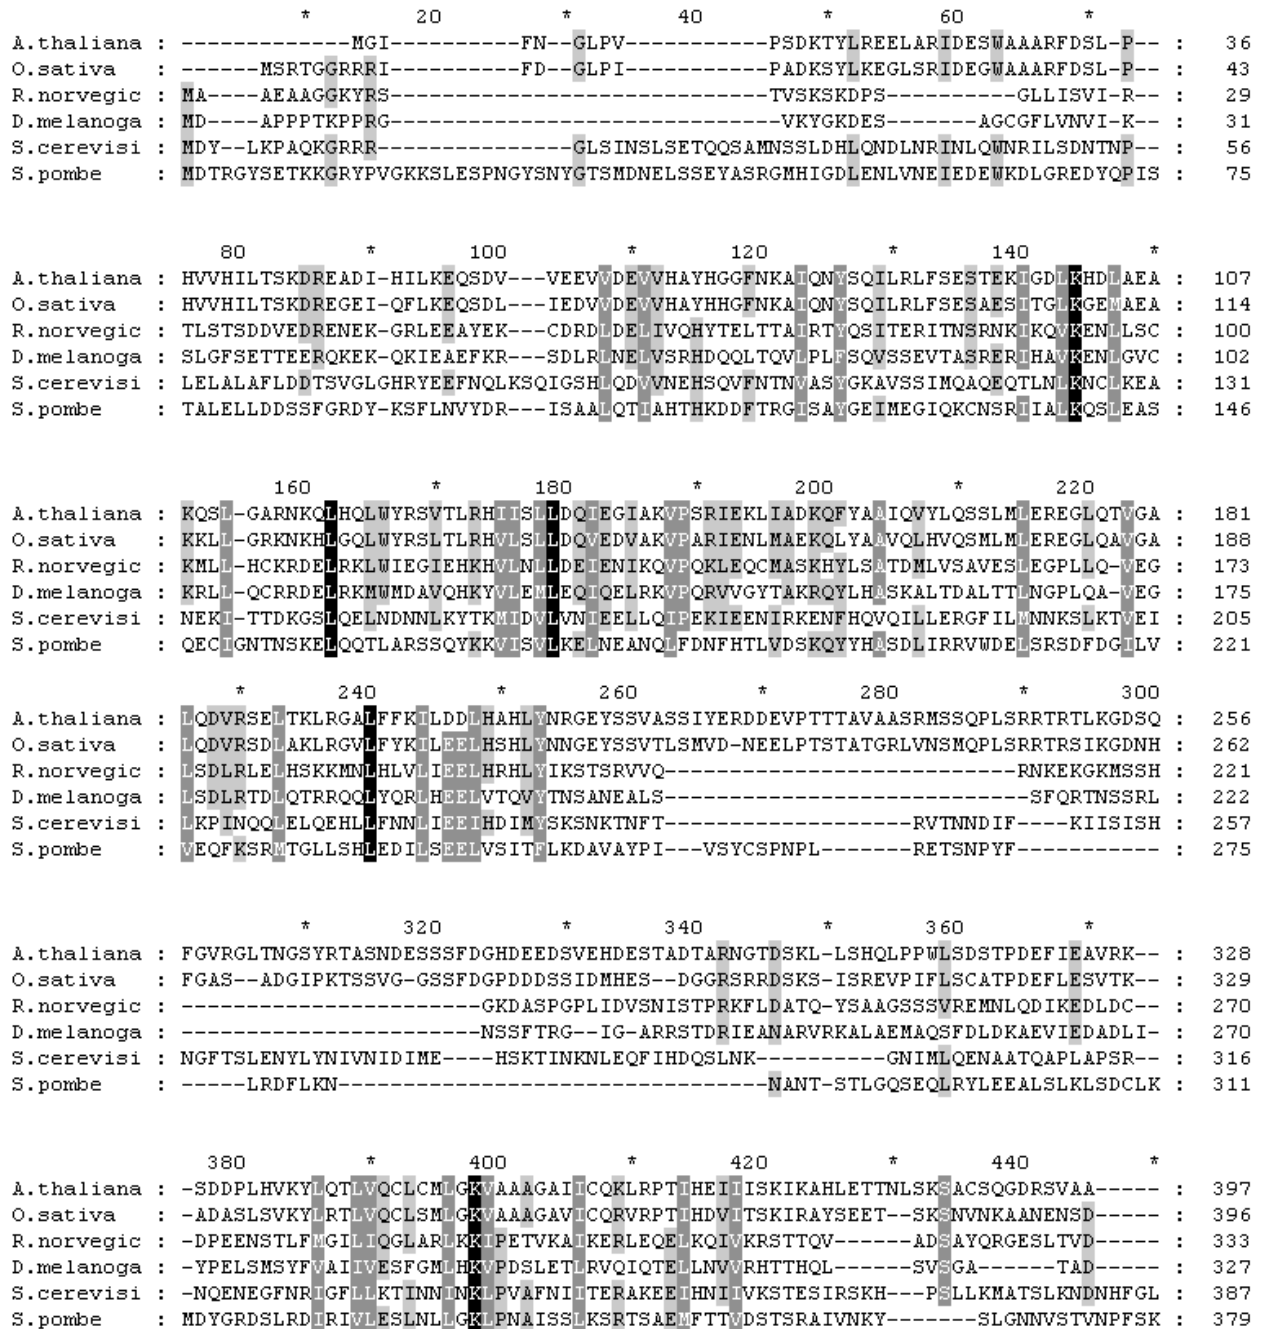 * 20 * 40 * 60 *
A.thaliana : -------------MGI----------FN--GLPV-----------PSDKTYLREELARIDESWAAARFDSL-P-- : 36
O.sativa : ------MSRTGGRRRI----------FD--GLPI-----------PADKSYLKEGLSRIDEGWAAARFDSL-P-- : 43
R.norvegic : MA----AEAAGGKYRS-----------------------------TVSKSKDPS---------GLLISVI-R-- : 29
D.melanoga : MD----APPPTKPPRG------------------------------VKYGKDES-------AGCGFLVNVI-K-- : 31
S.cerevisi : MDY--LKPAQKGRRR---------------GLSINSLSETQQSAMNSSLDHLQNDLNRINLQWNRILSDNTNP-- : 56
S.pombe : MDTRGYSETKKGRYPVGKKSLESPNGYSNYGTSMDNELSSEYASRGMHIGDLENLVNEIEDEWKDLGREDYQPIS : 75
80 * 100 * 120 * 140 *
A.thaliana : HVVHILTSKDREADI-HILKEQSDV---VEEVVDEVVHAYHGGFNKAIQNYSQILRLFSESTEKIGDLKHDLAEA : 107
O.sativa : HVVHILTSKDREGEI-QFLKEQSDL---IEDVVDEVVHAYHHGFNKAIQNYSQILRLFSESAESITGLKGEMAEA : 114
R.norvegic : TLSTSDDVEDRENEK-GRLEEAYEK---CDRDLDELIVQHYTELTTAIRTYQSITERITNSRNKIKQVKENLLSC : 100
D.melanoga : SLGFSETTEERQKEK-QKIEAEFKR---SDLRLNELVSRHDQQLTQVLPLFSQVSSEVTASRERIHAVKENLGVC : 102
S.cerevisi : LELALAFLDDTSVGLGHRYEEFNQLKSQIGSHLQDVVNEHSQVFNTNVASYGKAVSSIMQAQEQTLNLKNCLKEA : 131
S.pombe : TALELLDDSSFGRDY-KSFLNVYDR---ISAALQTIAHTHKDDFTRGISAYGEIMEGIQKCNSRIIALKQSLEAS : 146
160 * 180 * 200 * 220
A.thaliana : KQSL-GARNKQLHQLWYRSVTLRHIISLLDQIEGIAKVPSRIEKLIADKQFYAAIQVYLQSSLMLEREGLQTVGA : 181
O.sativa : KKLL-GRKNKHLGQLWYRSLTLRHVLSLLDQVEDVAKVPARIENLMAEKQLYAAVQLHVQSMLMLEREGLQAVGA : 188
R.norvegic : KMLL-HCKRDELRKLWIEGIEHKHVLNLLDEIENIKQVPQKLEQCMASKHYLSATDMLVSAVESLEGPLLQ-VEG : 173
D.melanoga : KRLL-QCRRDELRKMWMDAVQHKYVLEMLEQIQELRKVPQRVVGYTAKRQYLHASKALTDALTTLNGPLQA-VEG : 175
S.cerevisi : NEKL-TTDKGSLQELNDNNLKYTKMIDVLVNIEELLQIPEKIEENIRKENFHQVQILLERGFILMNNKSLKTVEI : 205
S.pombe : QECIGNTNSKELQQTLARSSQYKKVISVLKELNEANQLFDNFHTLVDSKQYYHASDLIRRVWDELSRSDFDGILV : 221
* 240 * 260 * 280 * 300
A.thaliana : LQDVRSELTKLRGALFFKILDDLHAHLYNRGEYSSVASSIYERDDEVPTTTAVAASRMSSQPLSRRTRTLKGDSQ : 256
O.sativa : LQDVRSDLAKLRGVLFYKILEELHSHLYNNGEYSSVTLSMVD-NEELPTSTATGRLVNSMQPLSRRTRSIKGDNH : 262
R.norvegic : LSDLRLELHSKKMNLHLVLIEELHRHLYIKSTSRVVQ---------------------------RNKEKGKMSSH : 221
D.melanoga : LSDLRTDLQTRRQQLYQRLHEELVTQVYTNSANEALS----------------------------SFQRTNSSRL : 222
S.cerevisi : LKPINQQLELQEHLLFNNLIEEIHDIMYSKSNKTNFT-------------------RVTNNDIF----KIISISH : 257
S.pombe : VEQFKSRMTGLLSHLEDILSEELVSITFLKDAVAYPI---VSYCSPNPL-------RETSNPYF----------- : 275
* 320 * 340 * 360 *
A.thaliana : FGVRGLTNGSYRTASNDESSSFDGHDEEDSVEHDESTADTARNGTDSKL-LSHQLPPWLSDSTPDEFIEAVRK-- : 328
O.sativa : FGAS--ADGIPKTSSVG-GSSFDGPDDDSSIDMHES--DGGRSRRDSKS-ISREVPIFLSCATPDEFLESVTK-- : 329
R.norvegic : -----------------------GKDASPGPLIDVSNISTPRKFLDATQ-YSAAGSSSVREMNLQDIKEDLDC-- : 270
D.melanoga : -----------------------NSSFTRG--IG-ARRSTDRIEANARVRKALAEMAQSFDLDKAEVIEDADLI- : 270
S.cerevisi : NGFTSLENYLYNIVNIDIME----HSKTINKNLEQFIHDQSLNK----------GNIMLQENAATQAPLAPSR-- : 316
S.pombe : -----LRDFLKN---------------------------------NANT-STLGQSEQLRYLEEALSLKLSDCLK : 311
380 * 400 * 420 * 440 *
A.thaliana : -SDDPLHVKYLQTLVQCLCMLGKVAAAGAIICQKLRPTIHEIIISKIKAHLETTNLSKSACSQGDRSVAA----- : 397
O.sativa : -ADASLSVKYLRTLVQCLSMLGKVAAAGAVICQRVRPTIHDVITSKIRAYSEET--SKSNVNKAANENSD----- : 396
R.norvegic : -DPEENSTLFMGILIQGLARLKKIPETVKAIKERLEQELKQIVKRSTTQV-----ADSAYQRGESLTVD----- : 333
D.melanoga : -YPELSMSYFVAIIVESFGMLHKVPDSLETLRVQIQTELLNVVRHTTHQL------SVSGA------TAD----- : 327
S.cerevisi : -NQENEGFNRIGFLLKTINNINKLPVAFNIITERAKEEIHNIIVKSTESIRSKH---PSLLKMATSLKNDNHFGL : 387
S.pombe : MDYGRDSLRDIRIVLESLNLLGKLPNAISSLKSRTSAEMFTTVDSTSRAIVNKY-------SLGNNVSTVNPFSK : 379